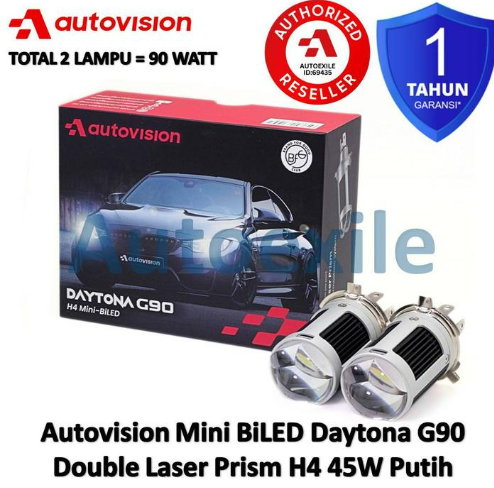 autovision
TOTAL 2 LAMPU = 90 WATT
AUTHORIZED
AUTOEXILE
ID:69435
RESELLER
1
TAHUN
GARANSI*
autovision
autovision
DAYTONA G90
H4 Mini-BiLED
Autoexile
Autovision Mini BiLED Daytona G90
Double Laser Prism H4 45W Putih